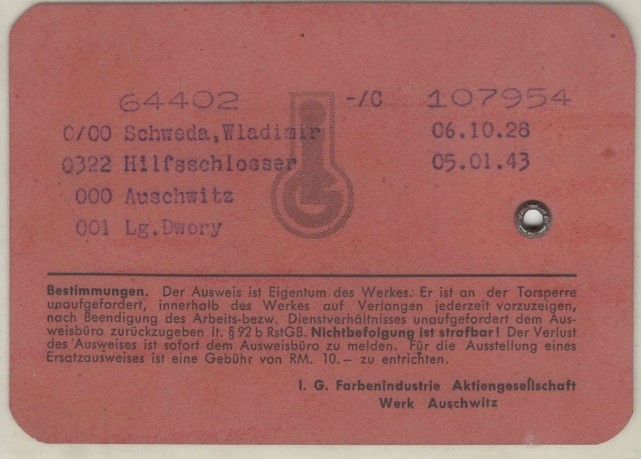 64402 -/C 107954
C/00 Schweda,Wladimir 06.10.28
0322 Hilfsschlosser 05.01.43
000 Auschwitz
001 Lg.Dwory
Bestimmungen. Der Ausweis ist Eigentum des Werkes. Er ist an der Torsperre
unaufgefordert, innerhalb des Werkes auf Verlangen jederzeit vorzuzeigen,
nach Beendigung des Arbeits-bezw. Dienstverhältnisses unaufgefordert dem Aus-
weisbüro zurückzugeben lt. § 92 b RstGB. Nichtbefolgung ist strafbar! Der Verlust
des Ausweises ist sofort dem Ausweisbüro zu melden. Für die Ausstellung eines
Ersatzausweises ist eine Gebühr von RM. 10.– zu entrichten.
I. G. Farbenindustrie Aktiengesellschaft
Werk Auschwitz